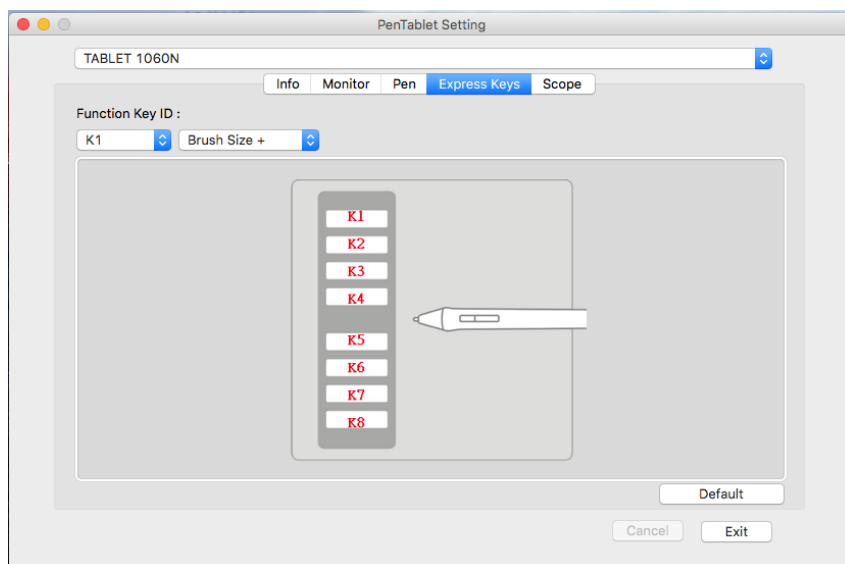 PenTablet Setting
TABLET 1060N
Info Monitor Pen Express Keys Scope
Function Key ID :
K1 Brush Size +
K1
K2
K3
K4
K5
K6
K7
K8
Default
Cancel Exit